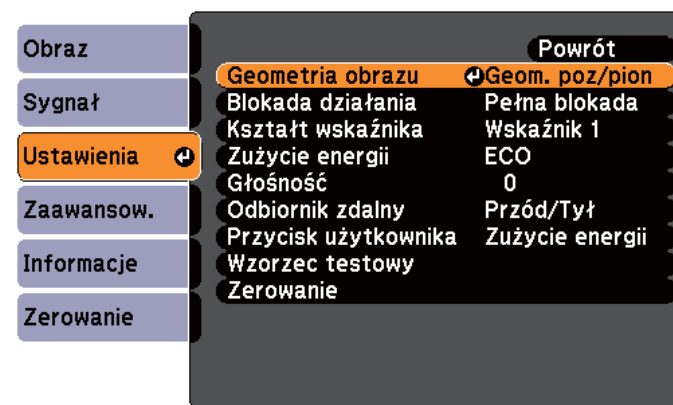 Obraz
Sygnał
Ustawienia
Zaawansow.
Informacje
Zerowanie
Powrót
Geometria obrazu Geom. poz/pion
Blokada działania Pełna blokada
Kształt wskaźnika Wskaźnik 1
Zużycie energii ECO
Głośność 0
Odbiornik zdalny Przód/Tył
Przycisk użytkownika Zużycie energii
Wzorzec testowy
Zerowanie